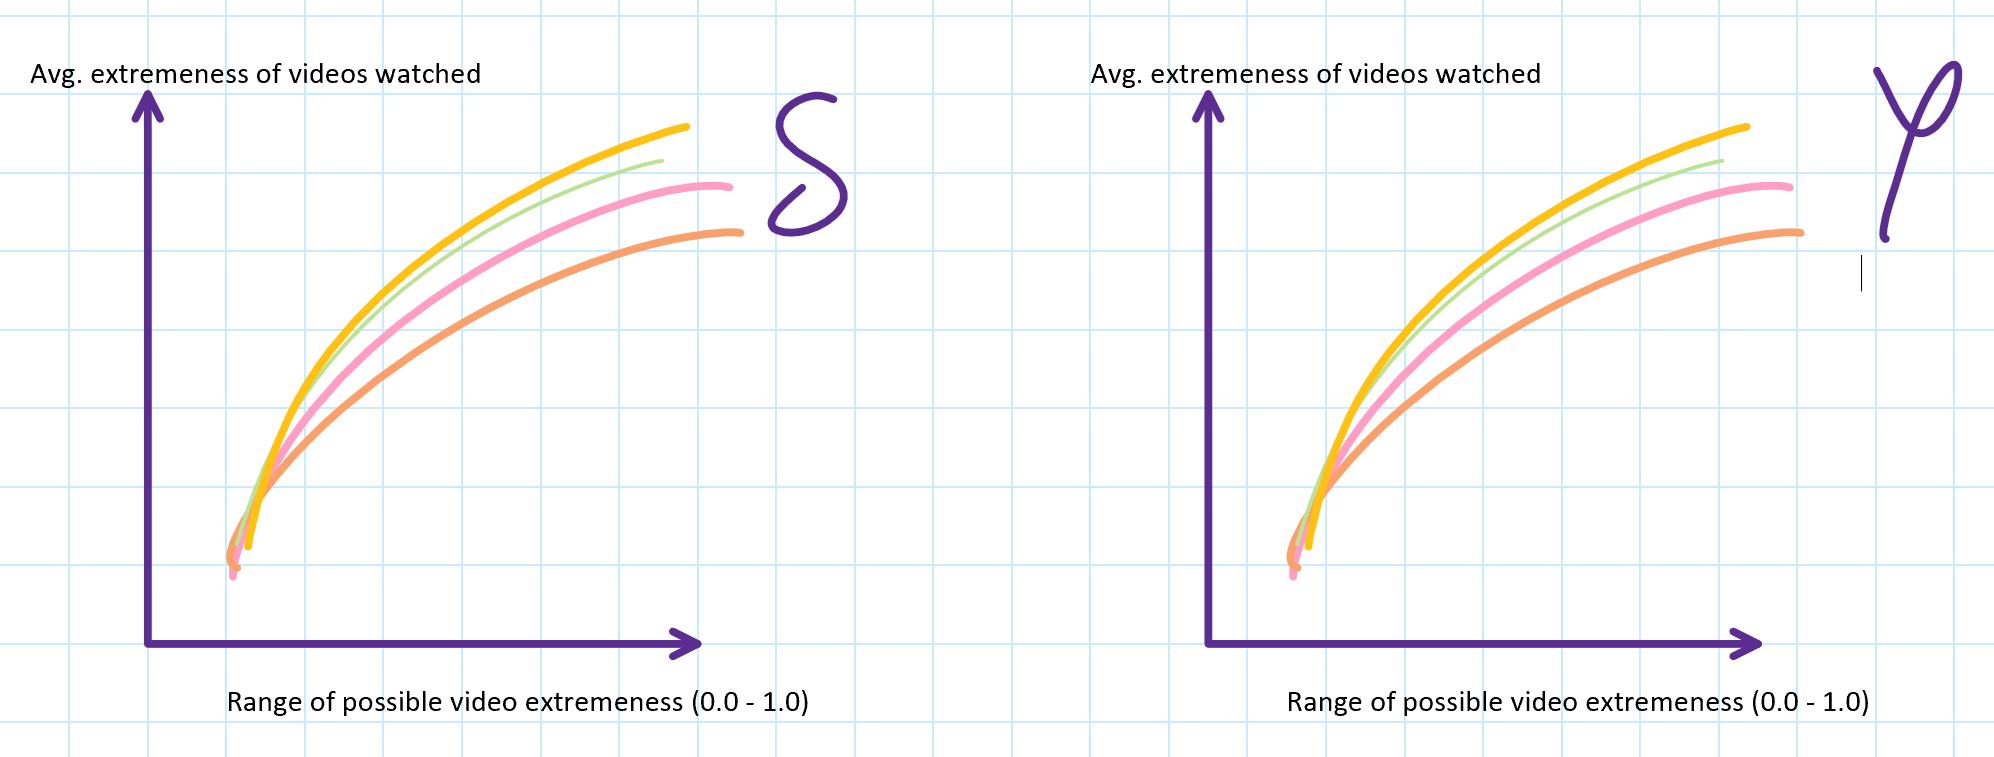 Avg. extremeness of videos watched
S
Range of possible video extremeness (0.0 - 1.0)
Avg. extremeness of videos watched
Y
Range of possible video extremeness (0.0 - 1.0)